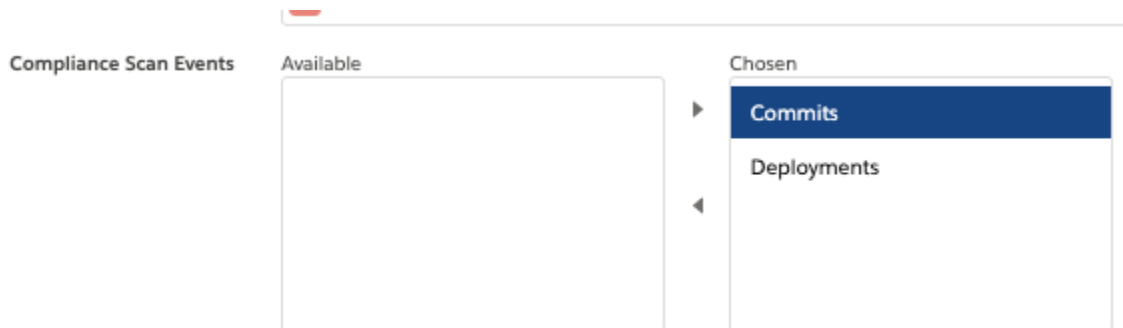 Compliance Scan Events
Available
Chosen
Commits
Deployments